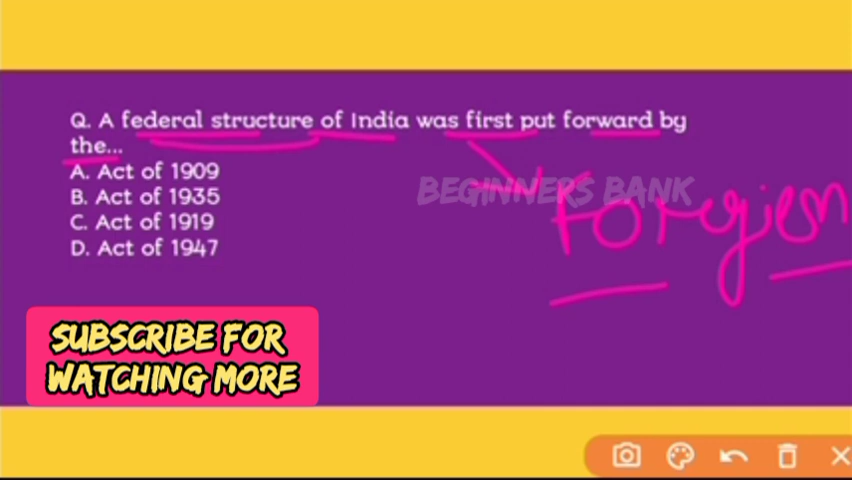 Q. A federal structure of India was first put forward by
the...
A. Act of 1909
B. Act of 1935
C. Act of 1919
D. Act of 1947
BEGINNERS BANK
Forgien
SUBSCRIBE FOR
WATCHING MORE